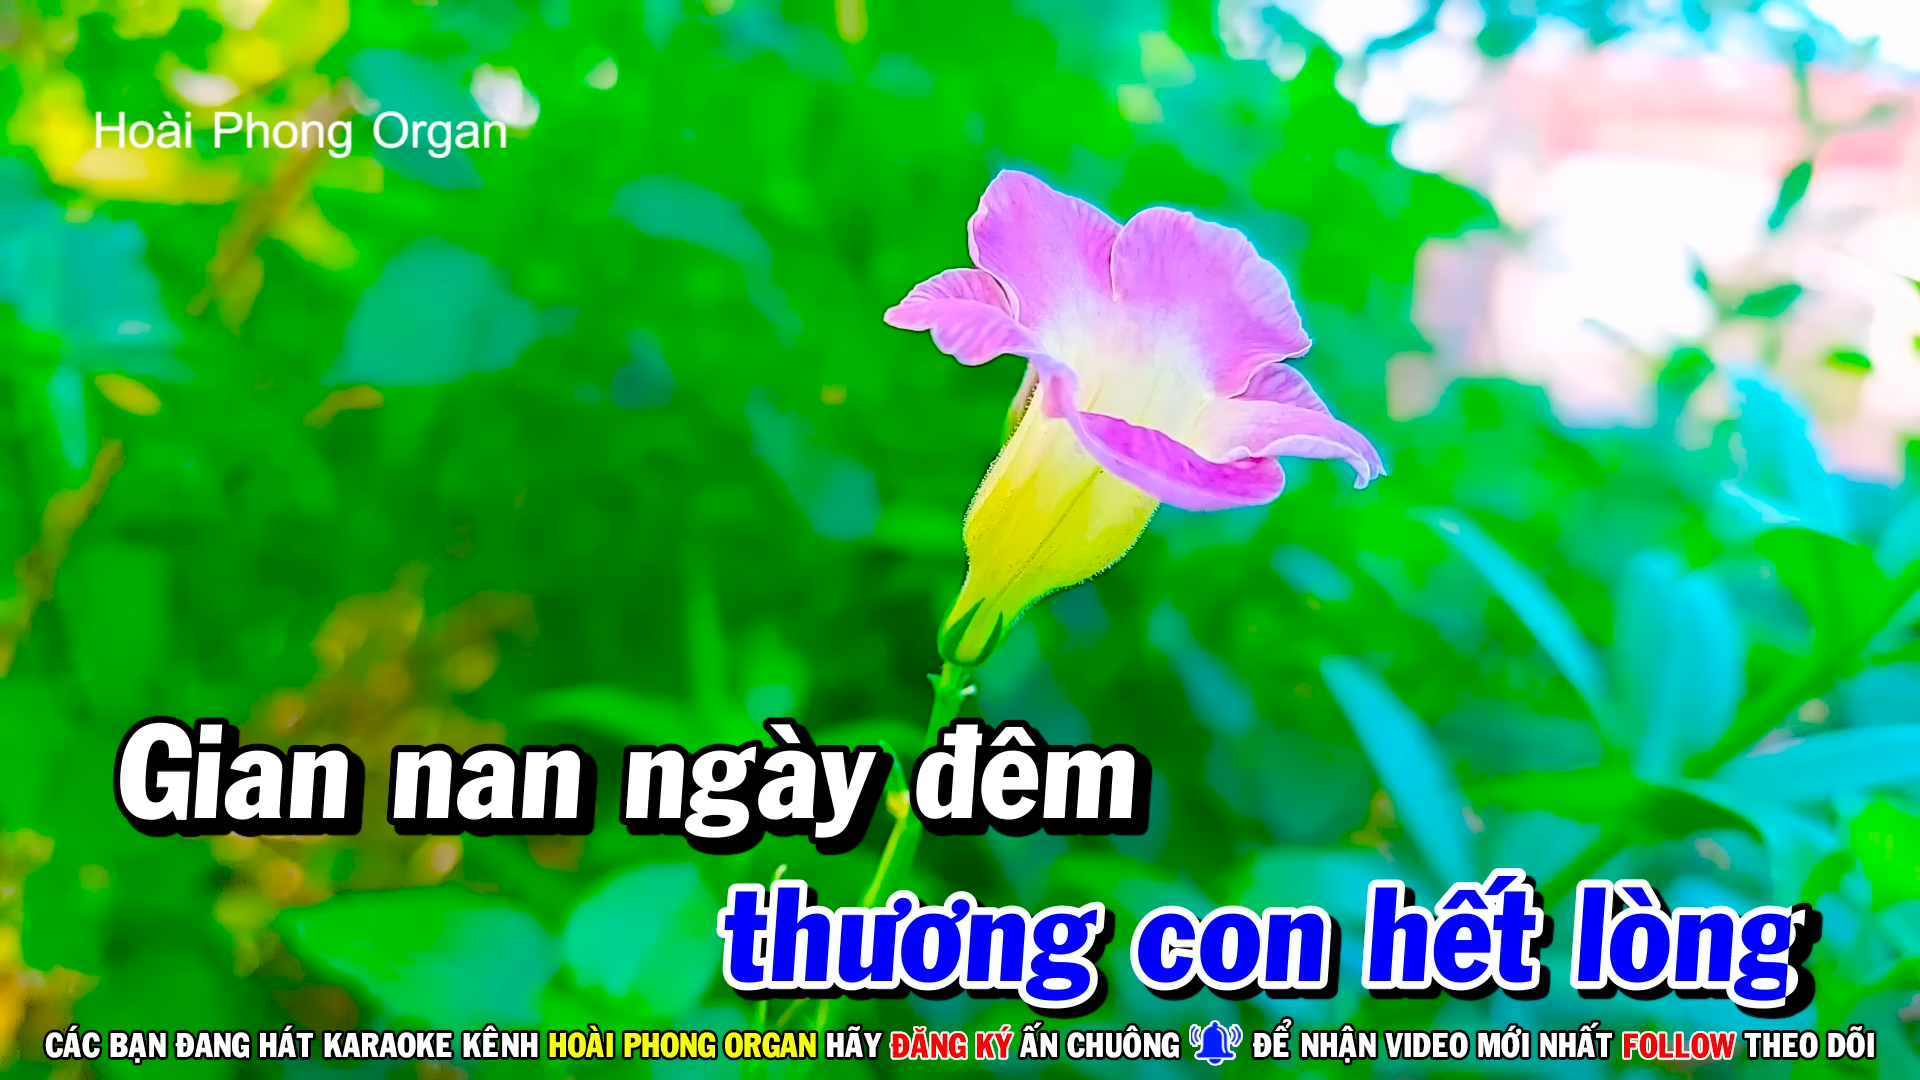 Hoài Phong Organ
Gian nan ngày đêm
thương con hết lòng
CÁC BẠN ĐANG HÁT KARAOKE KÊNH HOÀI PHONG ORGAN HÃY ĐĂNG KÝ ẤN CHUÔNG ĐỂ NHẬN VIDEO MỚI NHẤT FOLLOW THEO DÕI